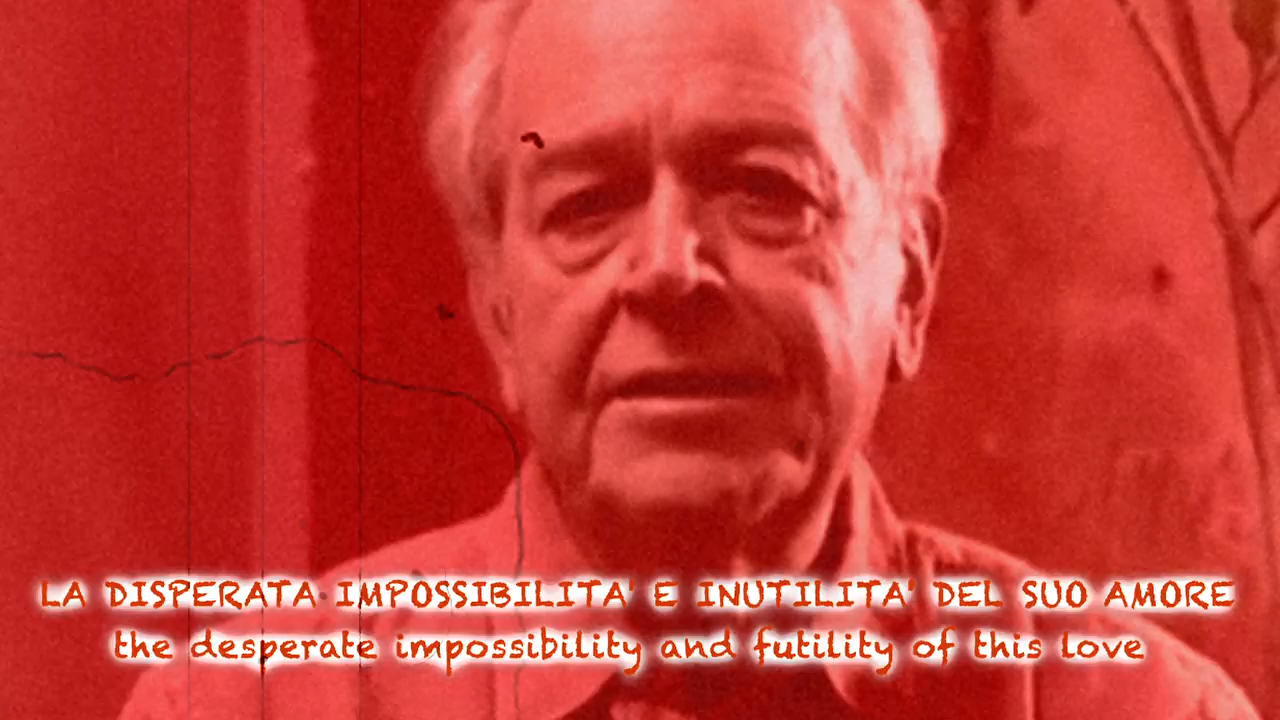 LA DISPERATA IMPOSSIBILITA' E INUTILITA' DEL SUO AMORE
the desperate impossibility and futility of this love